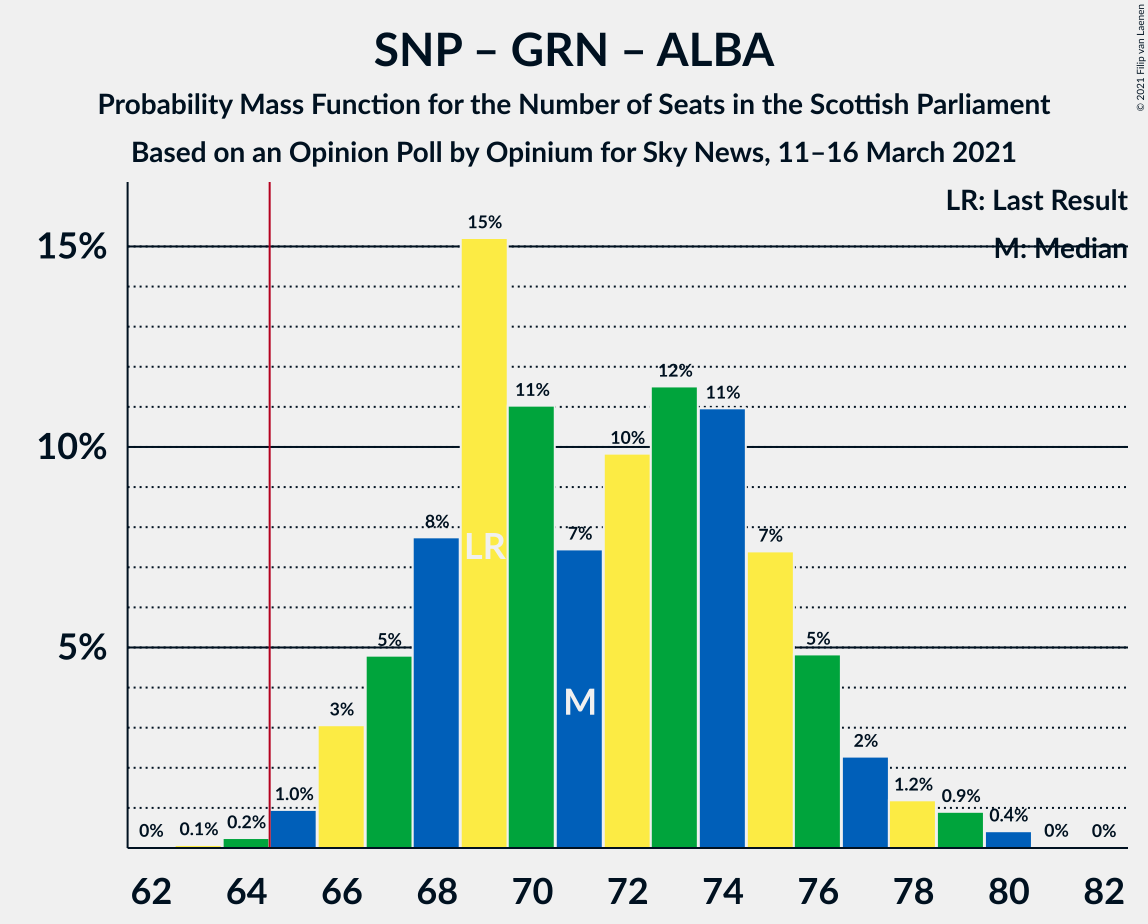 SNP – GRN – ALBA
Probability Mass Function for the Number of Seats in the Scottish Parliament
Based on an Opinion Poll by Opinium for Sky News, 11–16 March 2021
© 2021 Filip van Laenen
LR: Last Result
M: Median
15%
10%
5%
0%
0.1%
0.2%
1.0%
3%
5%
8%
15%
11%
7%
10%
12%
11%
7%
5%
2%
1.2%
0.9%
0.4%
0%
0%
LR
M
62 64 66 68 70 72 74 76 78 80 82